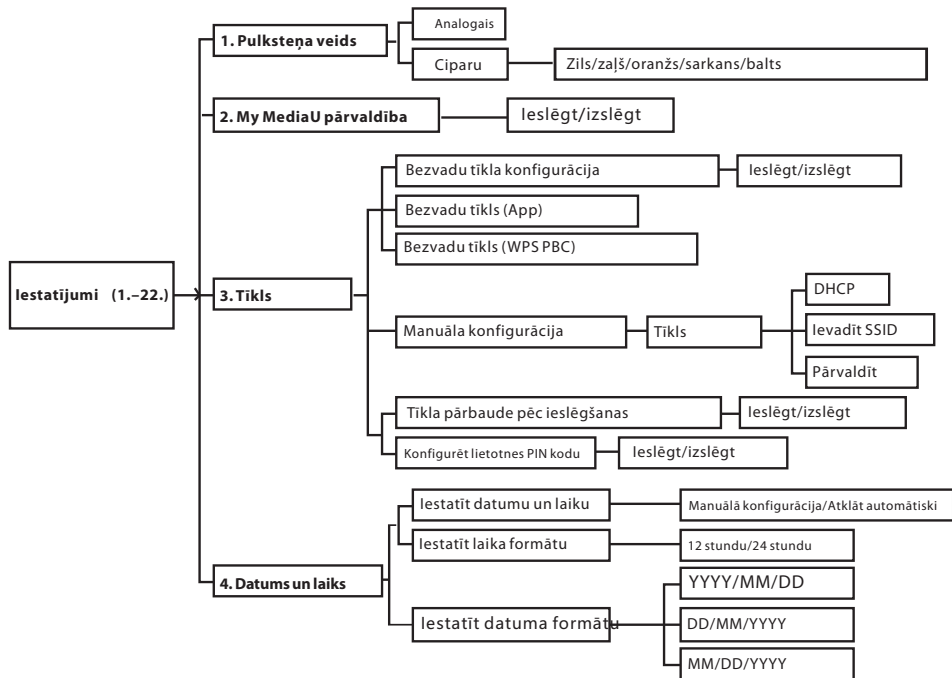 Iestatījumi (1.–22.)
1. Pulksteņa veids
Analogais
Ciparu
Zils/zaļš/oranžs/sarkans/balts
2. My MediaU pārvaldība
Ieslēgt/izslēgt
3. Tīkls
Bezvadu tīkla konfigurācija
Ieslēgt/izslēgt
Bezvadu tīkls (App)
Bezvadu tīkls (WPS PBC)
Manuāla konfigurācija
Tīkls
DHCP
Ievadīt SSID
Pārvaldīt
Tīkla pārbaude pēc ieslēgšanas
Ieslēgt/izslēgt
Konfigurēt lietotnes PIN kodu
Ieslēgt/izslēgt
4. Datums un laiks
Iestatīt datumu un laiku
Manuālā konfigurācija/Atklāt automātiski
Iestatīt laika formātu
12 stundu/24 stundu
Iestatīt datuma formātu
YYYY/MM/DD
DD/MM/YYYY
MM/DD/YYYY